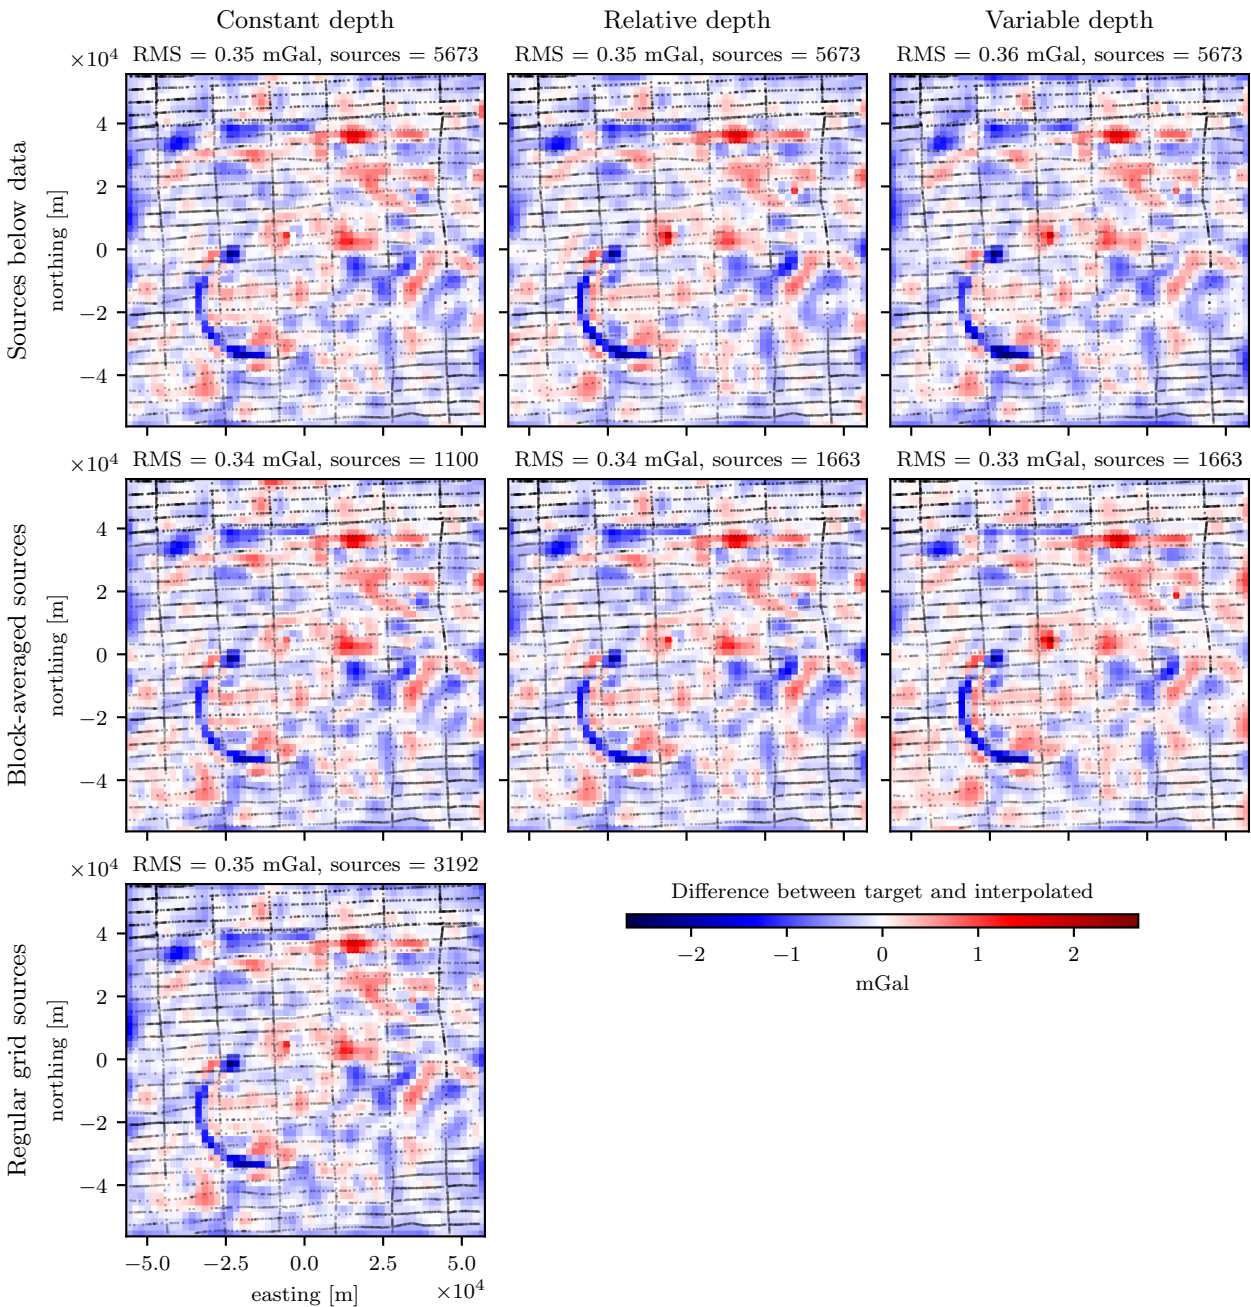 Constant depth
Relative depth
Variable depth
×10⁴ RMS = 0.35 mGal, sources = 5673
RMS = 0.35 mGal, sources = 5673
RMS = 0.36 mGal, sources = 5673
Sources below data
northing [m]
4
2
0
−2
−4
×10⁴ RMS = 0.34 mGal, sources = 1100
RMS = 0.34 mGal, sources = 1663
RMS = 0.33 mGal, sources = 1663
Block-averaged sources
northing [m]
4
2
0
−2
−4
×10⁴ RMS = 0.35 mGal, sources = 3192
Regular grid sources
northing [m]
4
2
0
−2
−4
−5.0 −2.5 0.0 2.5 5.0
easting [m]
×10⁴
Difference between target and interpolated
−2 −1 0 1 2
mGal